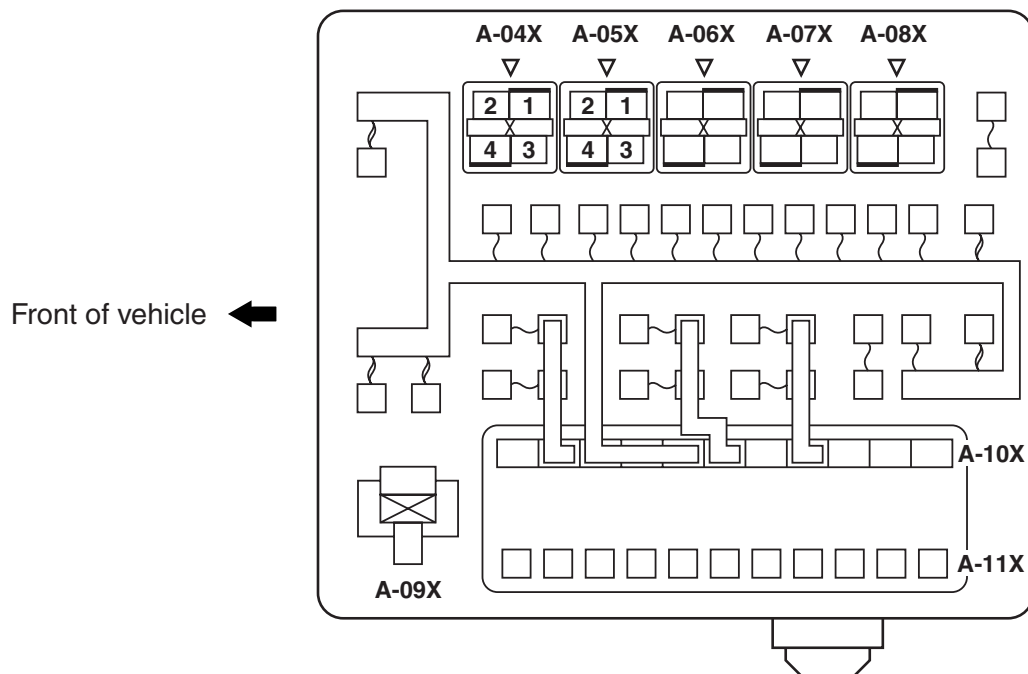 A-04X A-05X A-06X A-07X A-08X
2 1 2 1
4 3 4 3
Front of vehicle
A-10X
A-11X
A-09X